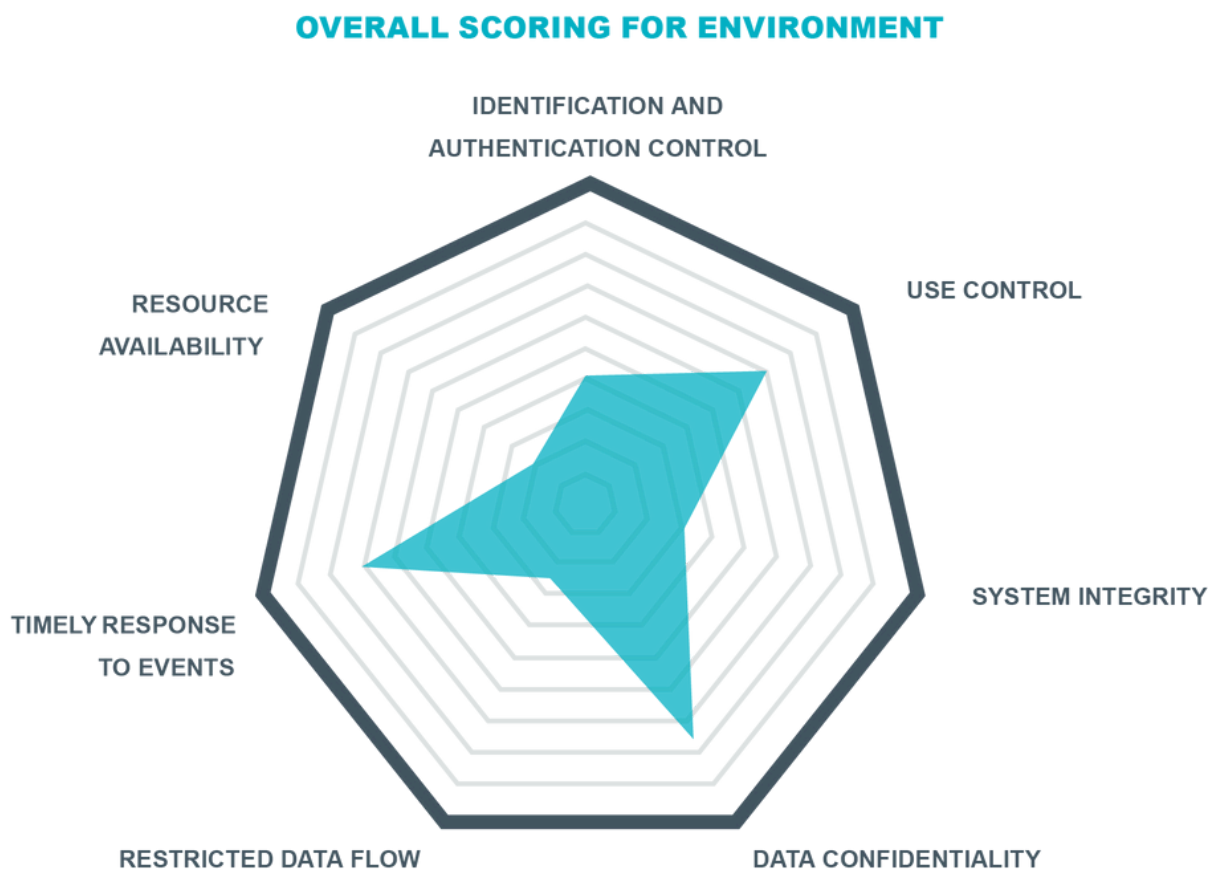 OVERALL SCORING FOR ENVIRONMENT
IDENTIFICATION AND
AUTHENTICATION CONTROL
USE CONTROL
RESOURCE
AVAILABILITY
SYSTEM INTEGRITY
TIMELY RESPONSE
TO EVENTS
RESTRICTED DATA FLOW
DATA CONFIDENTIALITY